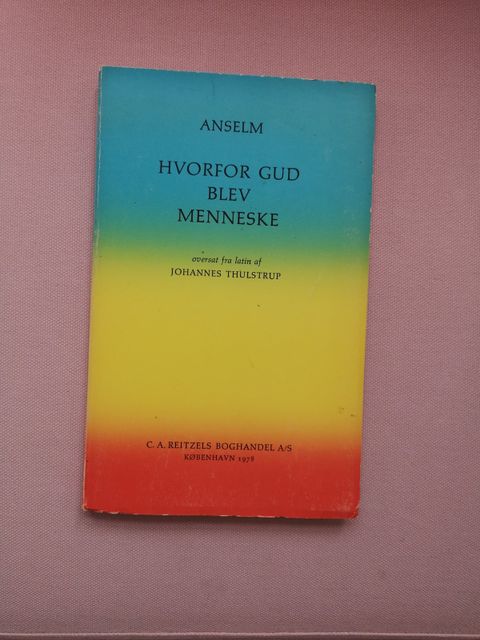 ANSELM
HVORFOR GUD
BLEV
MENNESKE
oversat fra latin af
JOHANNES THULSTRUP
C. A. REITZELS BOGHANDEL A/S
KØBENHAVN 1978